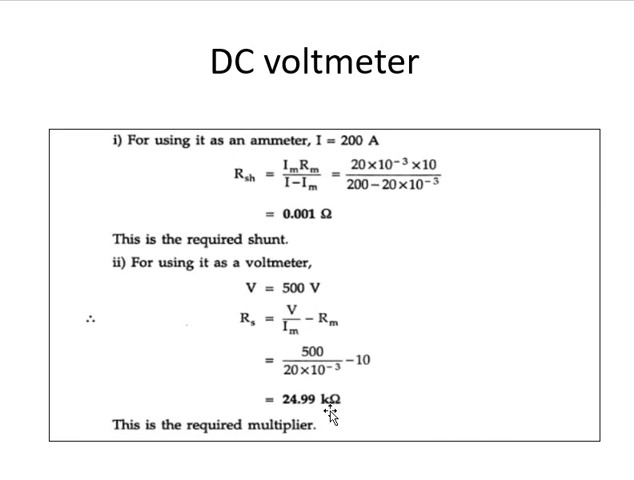 DC voltmeter
i) For using it as an ammeter, I = 200 A
R_sh = I_m R_m / (I – I_m) = 20×10^-3 ×10 / (200 – 20×10^-3)
= 0.001 Ω
This is the required shunt.
ii) For using it as a voltmeter,
V = 500 V
∴ R_s = V / I_m – R_m
= 500 / (20×10^-3) – 10
= 24.99 kΩ
This is the required multiplier.